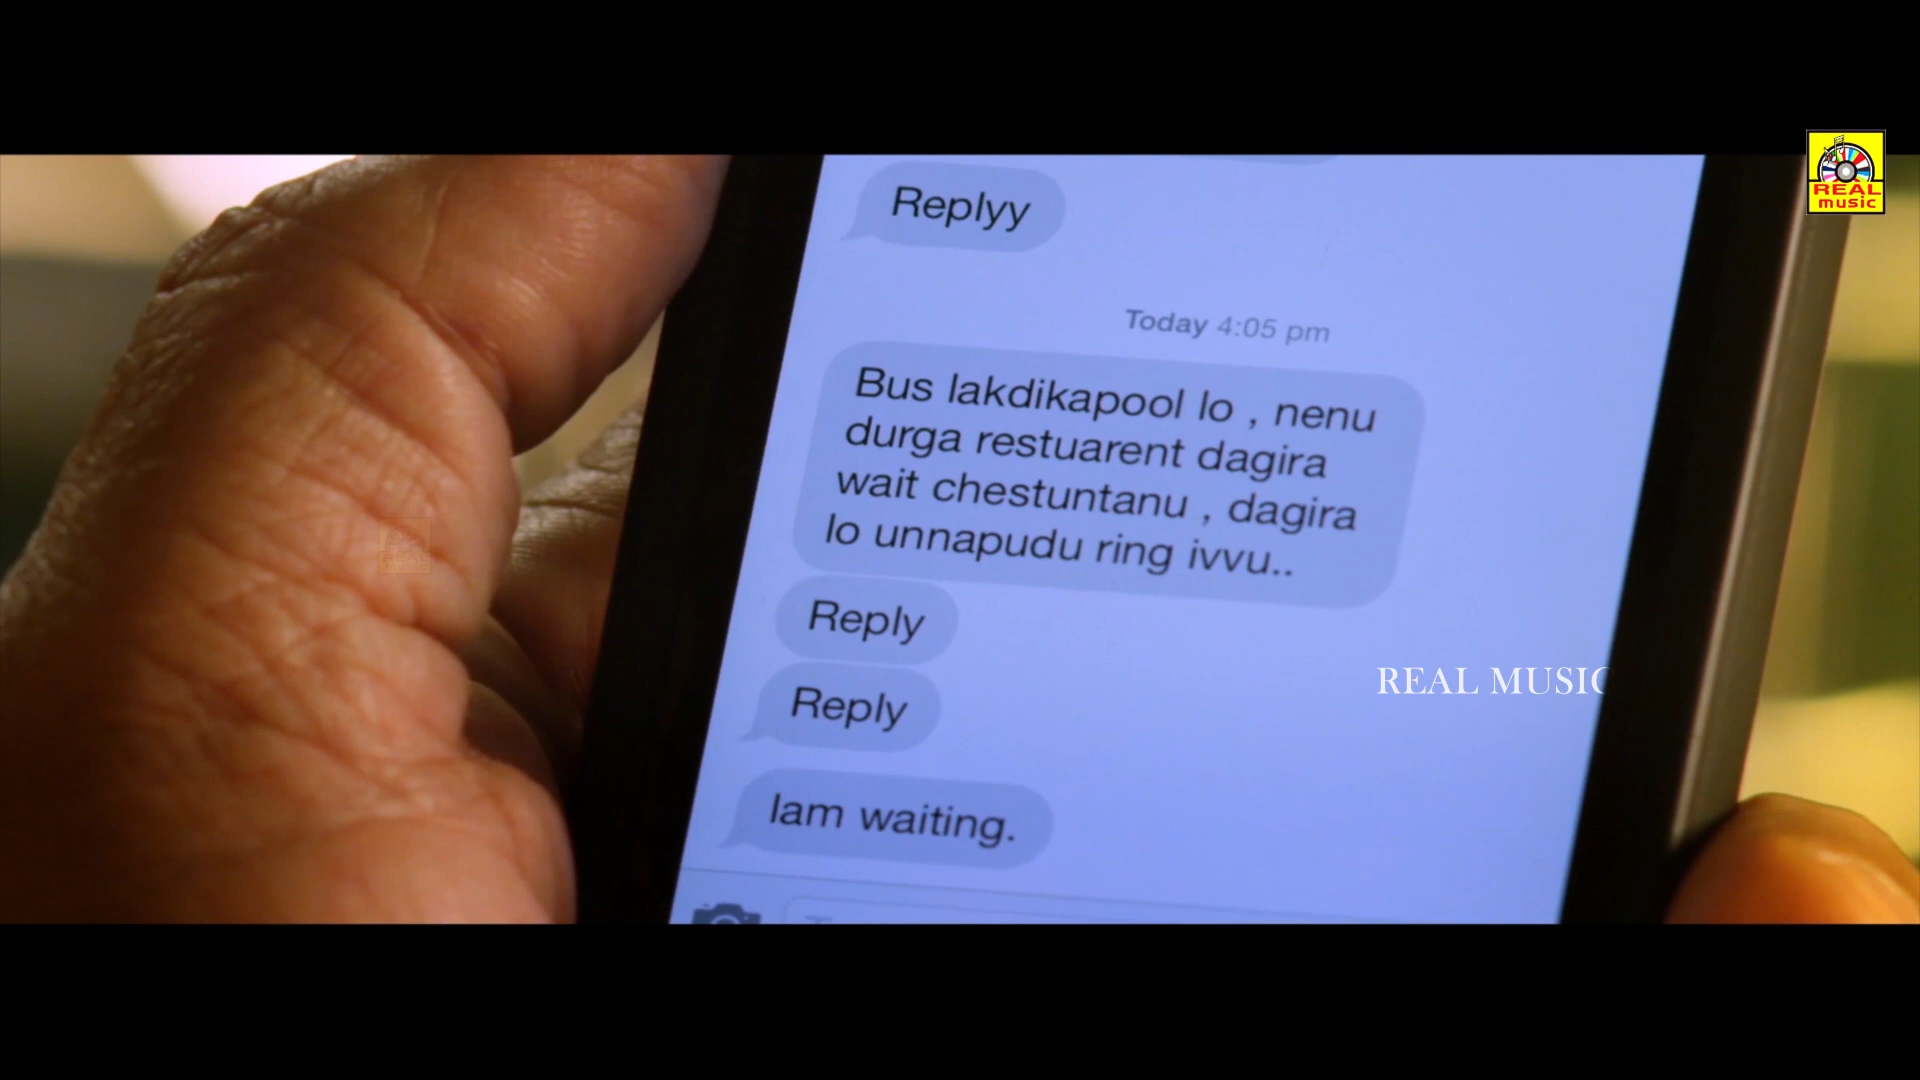 REAL
music
Replyy
Today 4:05 pm
Bus lakdikapool lo , nenu
durga restuarent dagira
wait chestuntanu , dagira
lo unnapudu ring ivvu..
Reply
Reply
REAL MUSIC
Iam waiting.